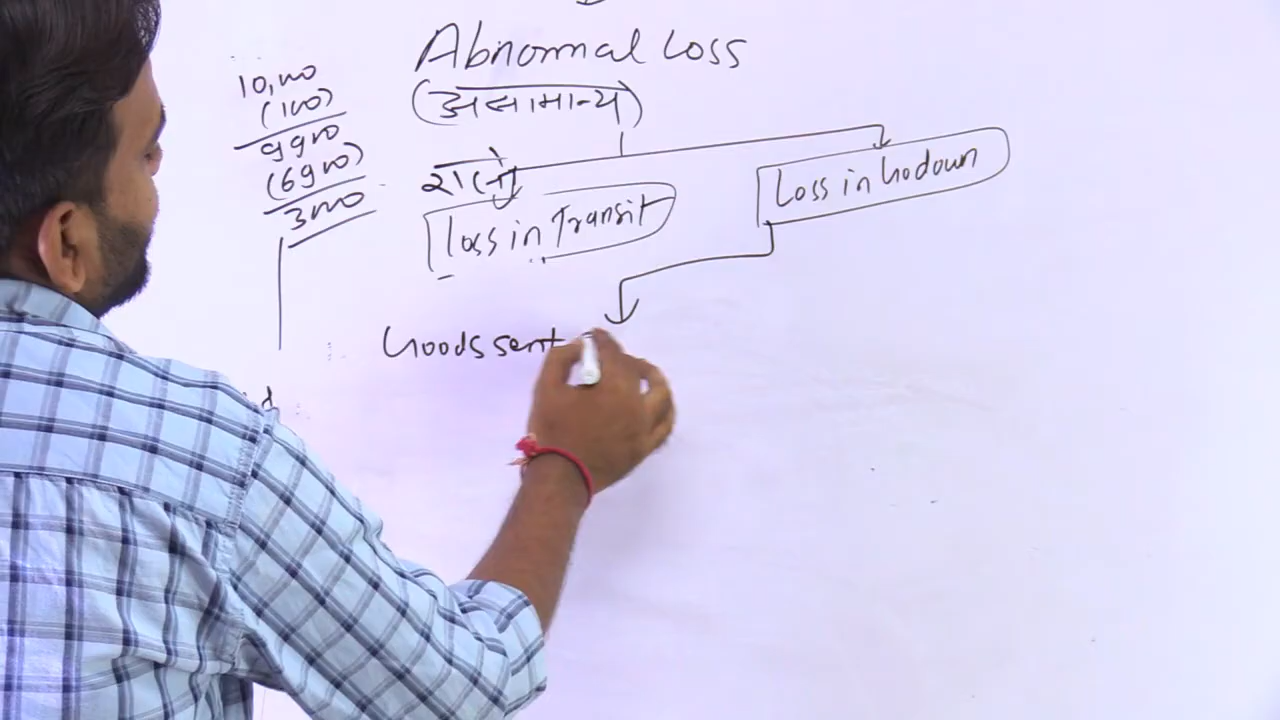 Abnormal Loss
(असामान्य)
10,000
(100)
9900
(6900)
3000
रास्ते
Loss in Transit
Loss in Godown
Goods sent